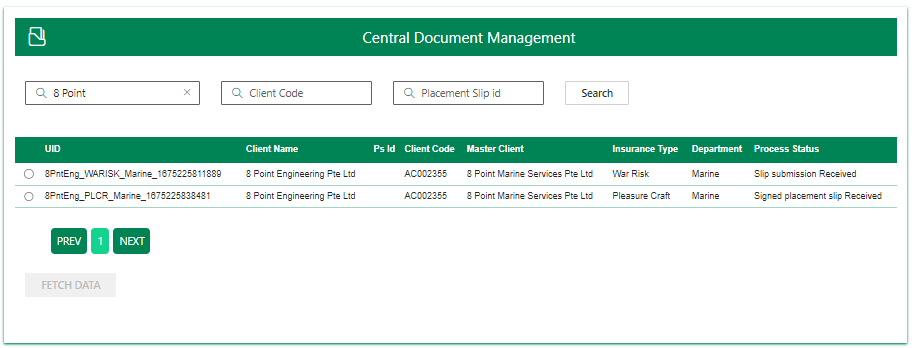 Central Document Management
8 Point Client Code Placement Slip id Search
UID Client Name Ps Id Client Code Master Client Insurance Type Department Process Status
8PntEng_WARISK_Marine_1675225811889 8 Point Engineering Pte Ltd AC002355 8 Point Marine Services Pte Ltd War Risk Marine Slip submission Received
8PntEng_PLCR_Marine_1675225838481 8 Point Engineering Pte Ltd AC002355 8 Point Marine Services Pte Ltd Pleasure Craft Marine Signed placement slip Received
PREV 1 NEXT
FETCH DATA